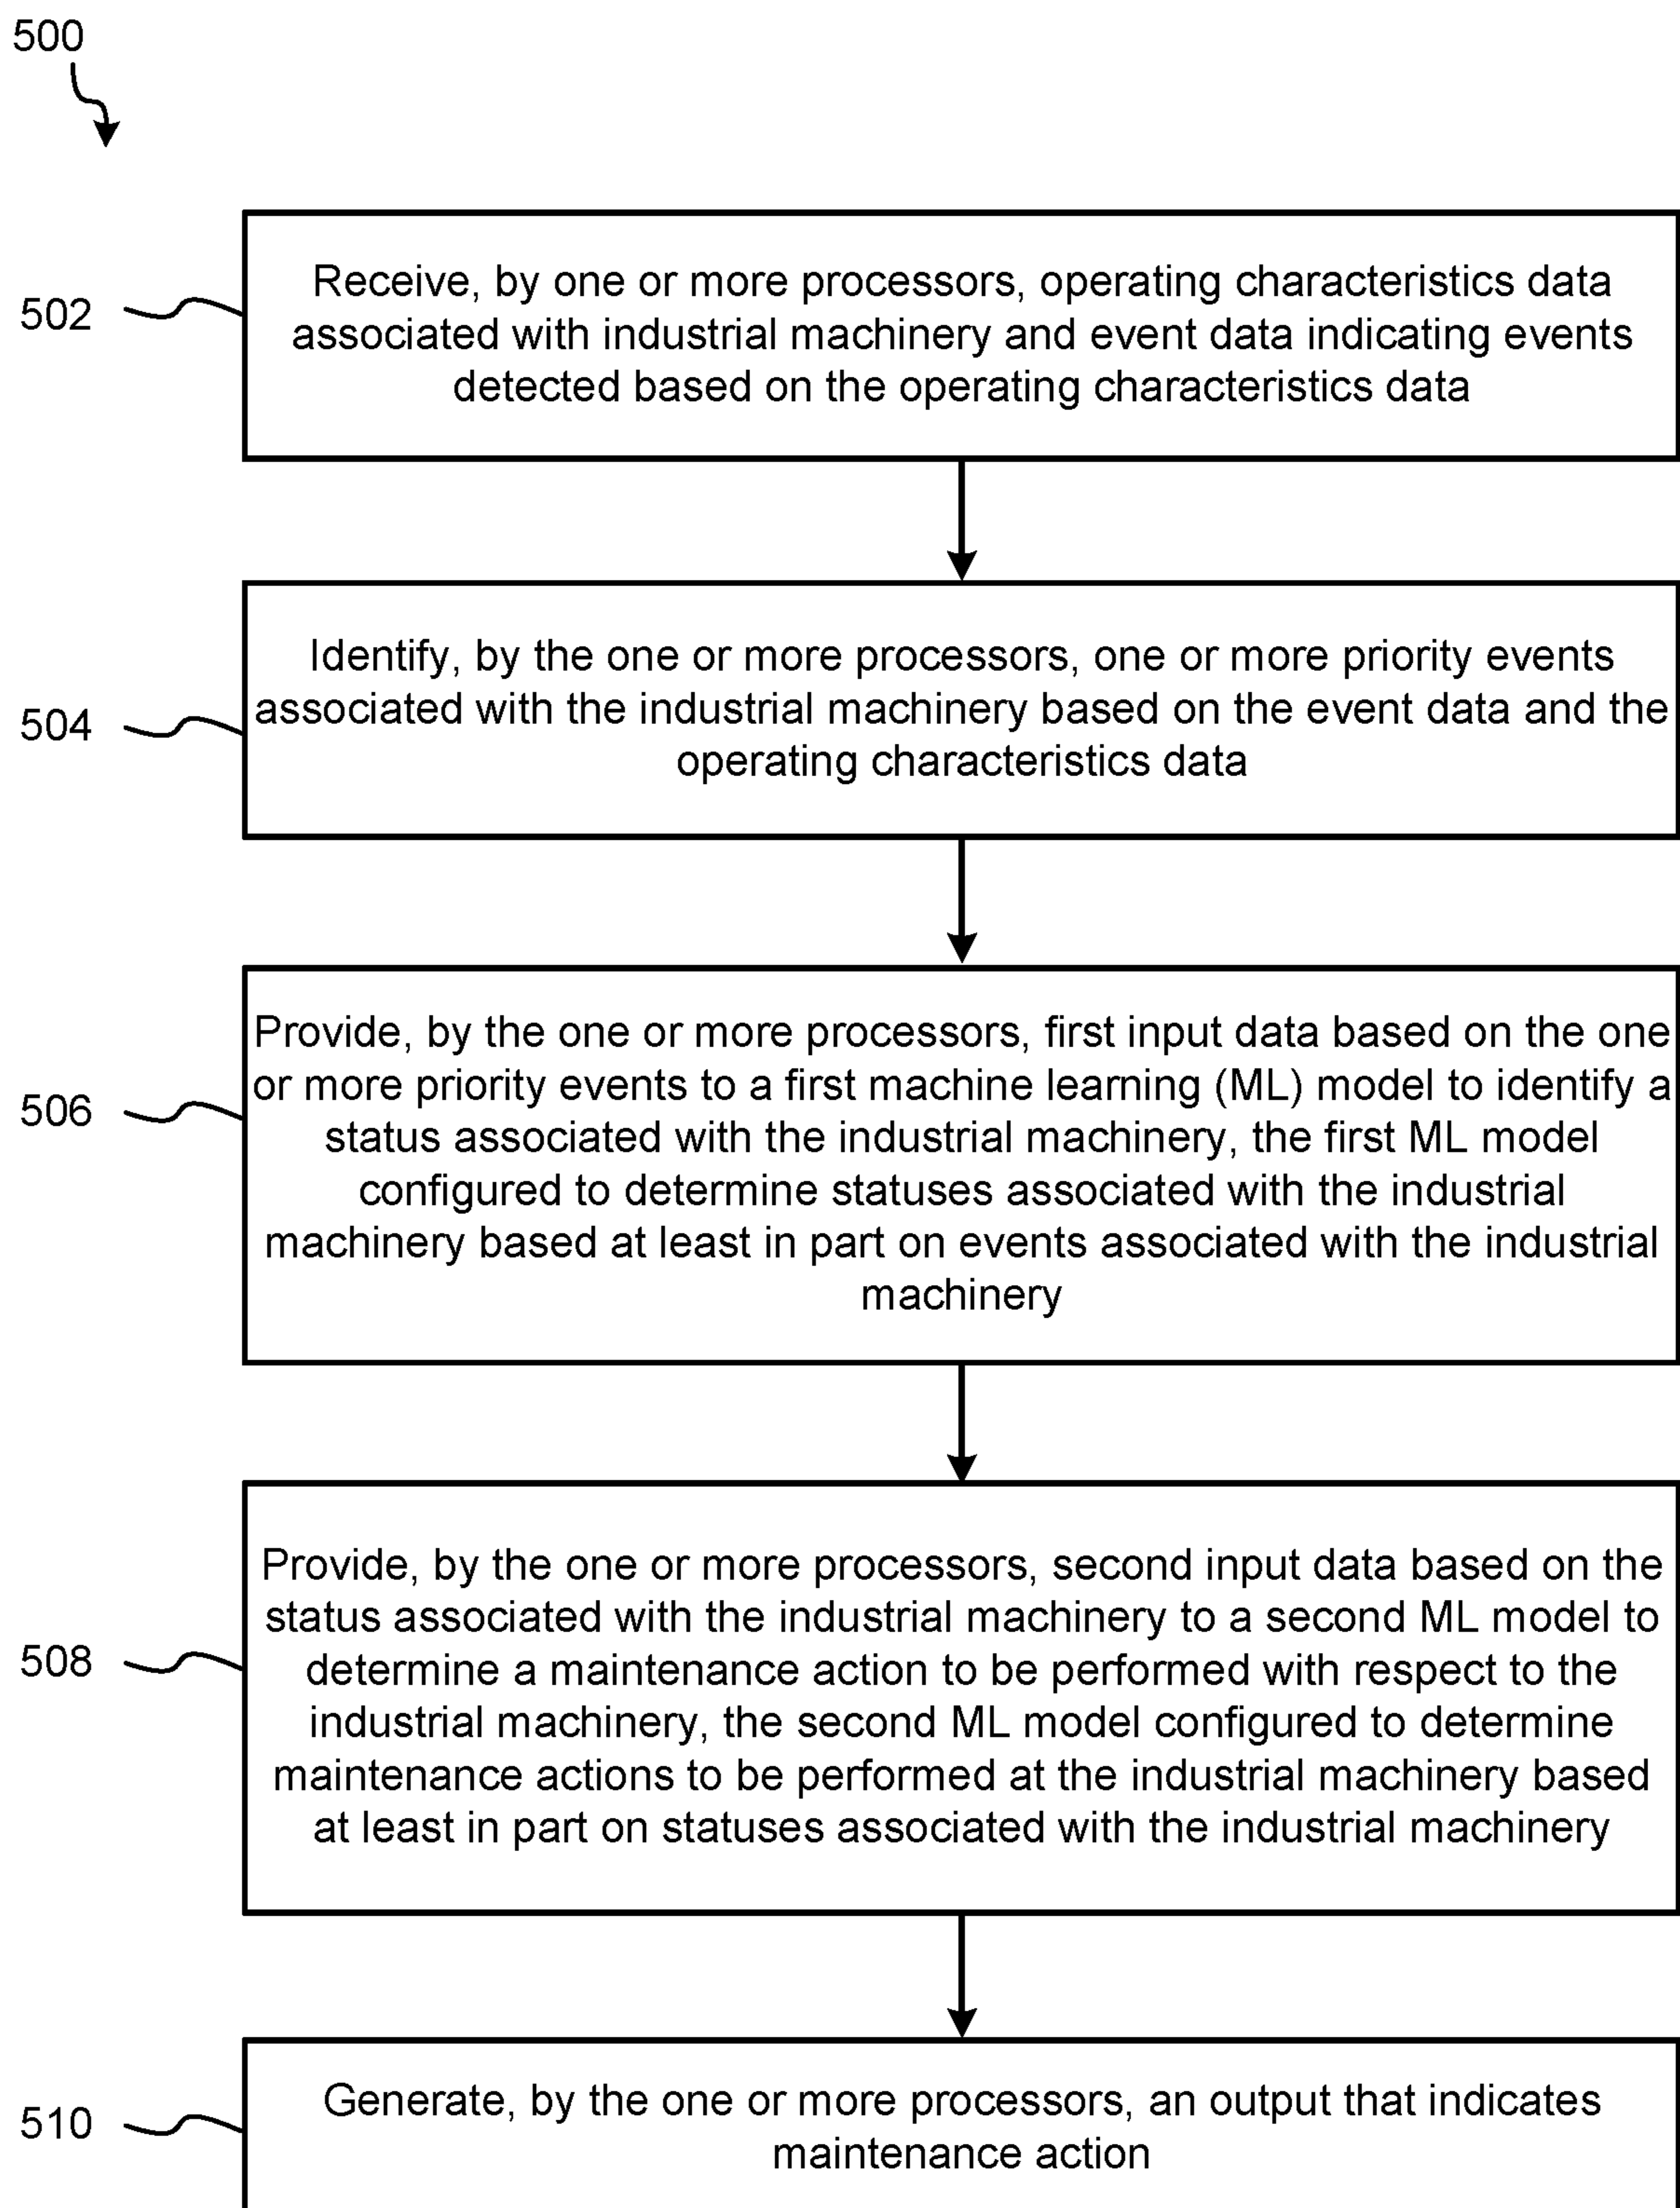 500
502
Receive, by one or more processors, operating characteristics data
associated with industrial machinery and event data indicating events
detected based on the operating characteristics data
504
Identify, by the one or more processors, one or more priority events
associated with the industrial machinery based on the event data and the
operating characteristics data
506
Provide, by the one or more processors, first input data based on the one
or more priority events to a first machine learning (ML) model to identify a
status associated with the industrial machinery, the first ML model
configured to determine statuses associated with the industrial
machinery based at least in part on events associated with the industrial
machinery
508
Provide, by the one or more processors, second input data based on the
status associated with the industrial machinery to a second ML model to
determine a maintenance action to be performed with respect to the
industrial machinery, the second ML model configured to determine
maintenance actions to be performed at the industrial machinery based
at least in part on statuses associated with the industrial machinery
510
Generate, by the one or more processors, an output that indicates
maintenance action